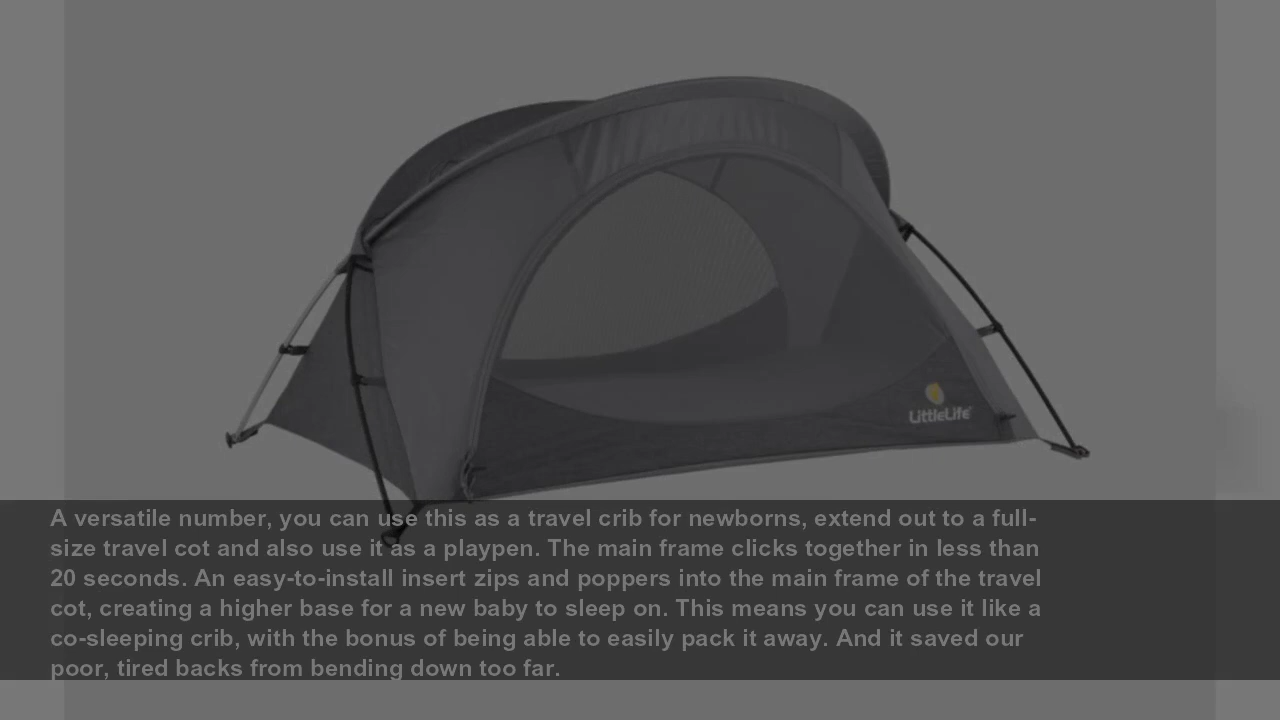 LittleLife
A versatile number, you can use this as a travel crib for newborns, extend out to a full-
size travel cot and also use it as a playpen. The main frame clicks together in less than
20 seconds. An easy-to-install insert zips and poppers into the main frame of the travel
cot, creating a higher base for a new baby to sleep on. This means you can use it like a
co-sleeping crib, with the bonus of being able to easily pack it away. And it saved our
poor, tired backs from bending down too far.